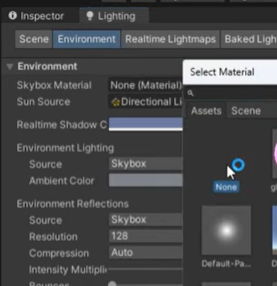 Inspector Lighting
Scene Environment Realtime Lightmaps Baked Ligh
Environment
Skybox Material None (Material)
Sun Source Directional Li
Realtime Shadow C
Environment Lighting
Source Skybox
Ambient Color
Environment Reflections
Source Skybox
Resolution 128
Compression Auto
Intensity Multipli
Bounces
Select Material
Assets Scene
None
Default-Pa...